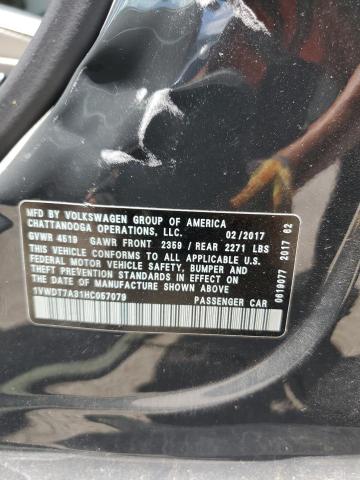 MFD BY VOLKSWAGEN GROUP OF AMERICA
CHATTANOOGA OPERATIONS, LLC. 02/2017
GVWR 4519 GAWR FRONT 2359 / REAR 2271 LBS
THIS VEHICLE CONFORMS TO ALL APPLICABLE U.S.
FEDERAL MOTOR VEHICLE SAFETY, BUMPER AND
THEFT PREVENTION STANDARDS IN EFFECT
ON THE DATE OF MANUFACTURE SHOWN ABOVE.
1VWDT7A31HC057079 PASSENGER CAR
0619077 2017 62